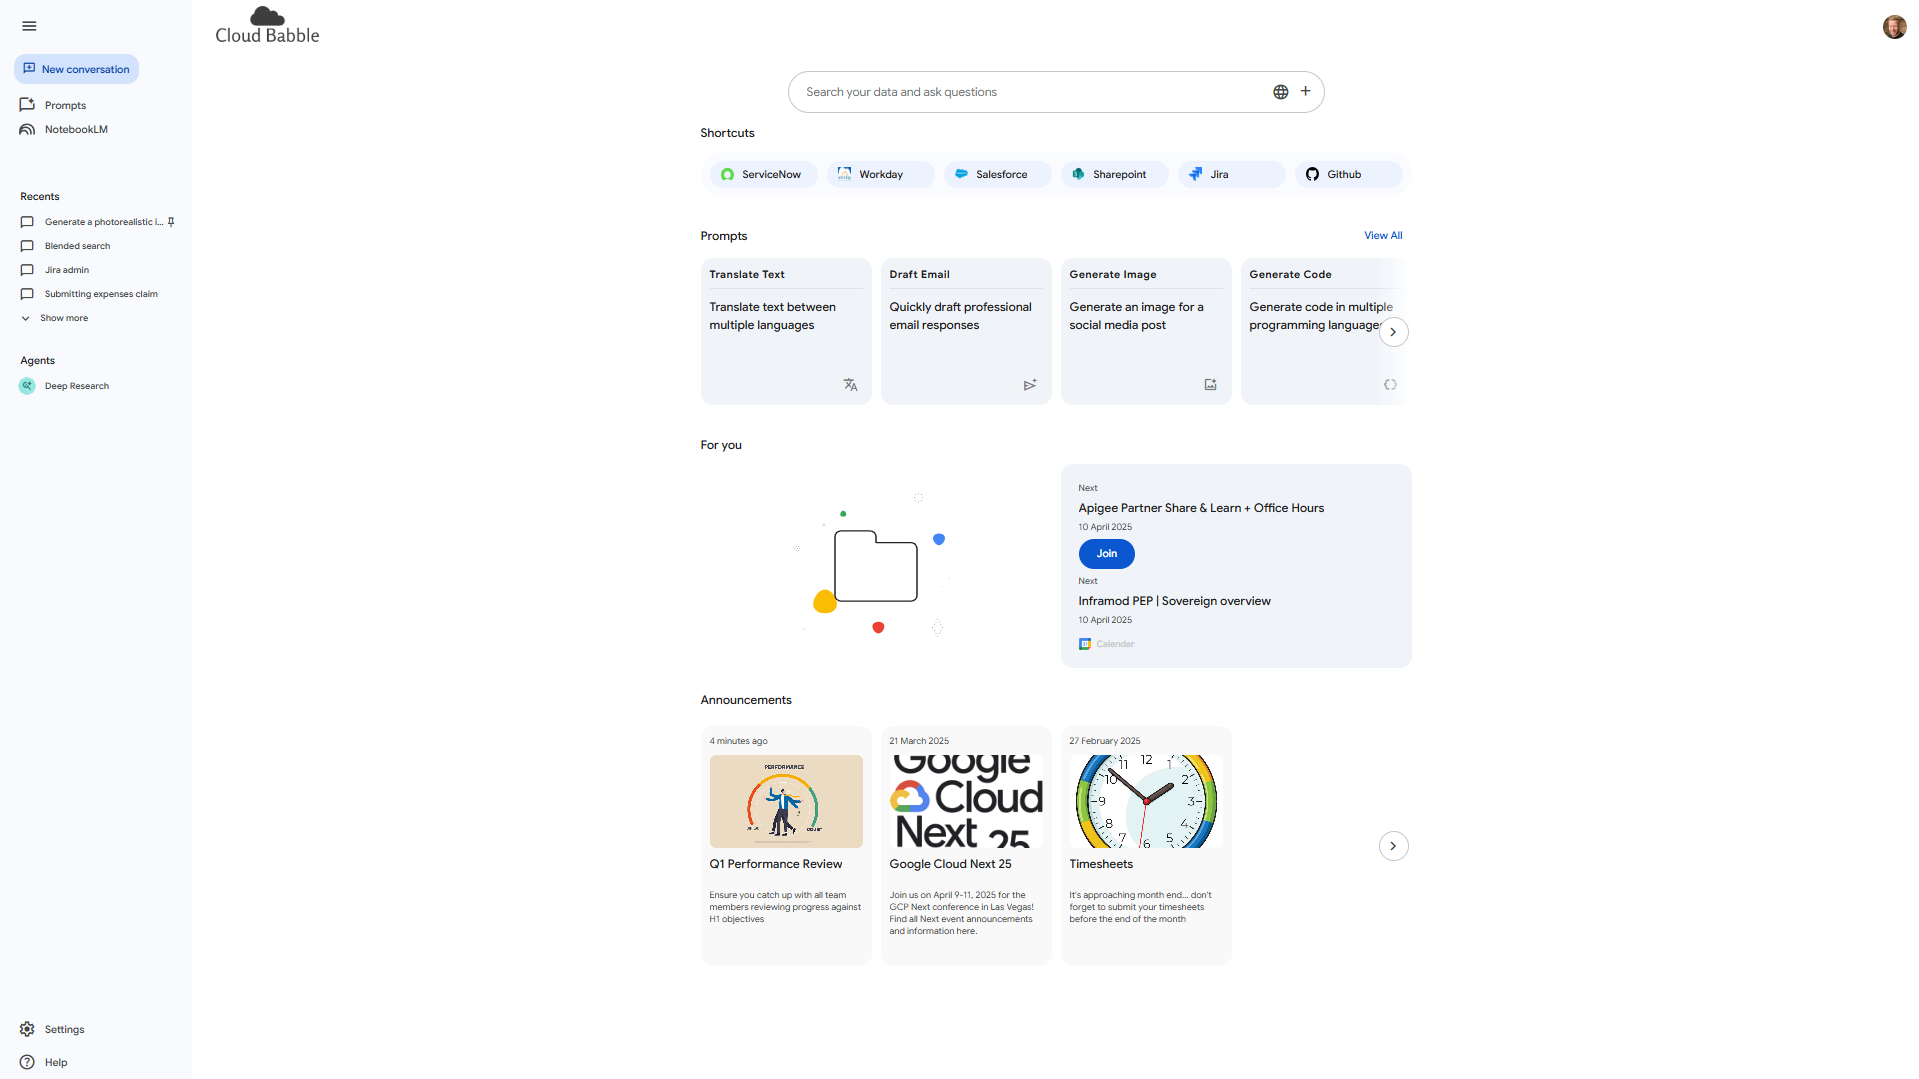 Cloud Babble
New conversation
Prompts
NotebookLM
Recents
Generate a photorealistic i...
Blended search
Jira admin
Submitting expenses claim
Show more
Agents
Deep Research
Settings
Help
Search your data and ask questions
Shortcuts
ServiceNow
Workday
Salesforce
Sharepoint
Jira
Github
Prompts
View All
Translate Text
Translate text between
multiple languages
Draft Email
Quickly draft professional
email responses
Generate Image
Generate an image for a
social media post
Generate Code
Generate code in multiple
programming languages
For you
Next
Apigee Partner Share & Learn + Office Hours
10 April 2025
Join
Next
Inframod PEP | Sovereign overview
10 April 2025
Calendar
Announcements
4 minutes ago
PERFORMANCE
Q1 Performance Review
Ensure you catch up with all team
members reviewing progress against
H1 objectives
21 March 2025
Google
Cloud
Next 25
Google Cloud Next 25
Join us on April 9-11, 2025 for the
GCP Next conference in Las Vegas!
Find all Next event announcements
and information here.
27 February 2025
11 12 1
10 2
9 3
8 4
7 6 5
Timesheets
It's approaching month end... don't
forget to submit your timesheets
before the end of the month